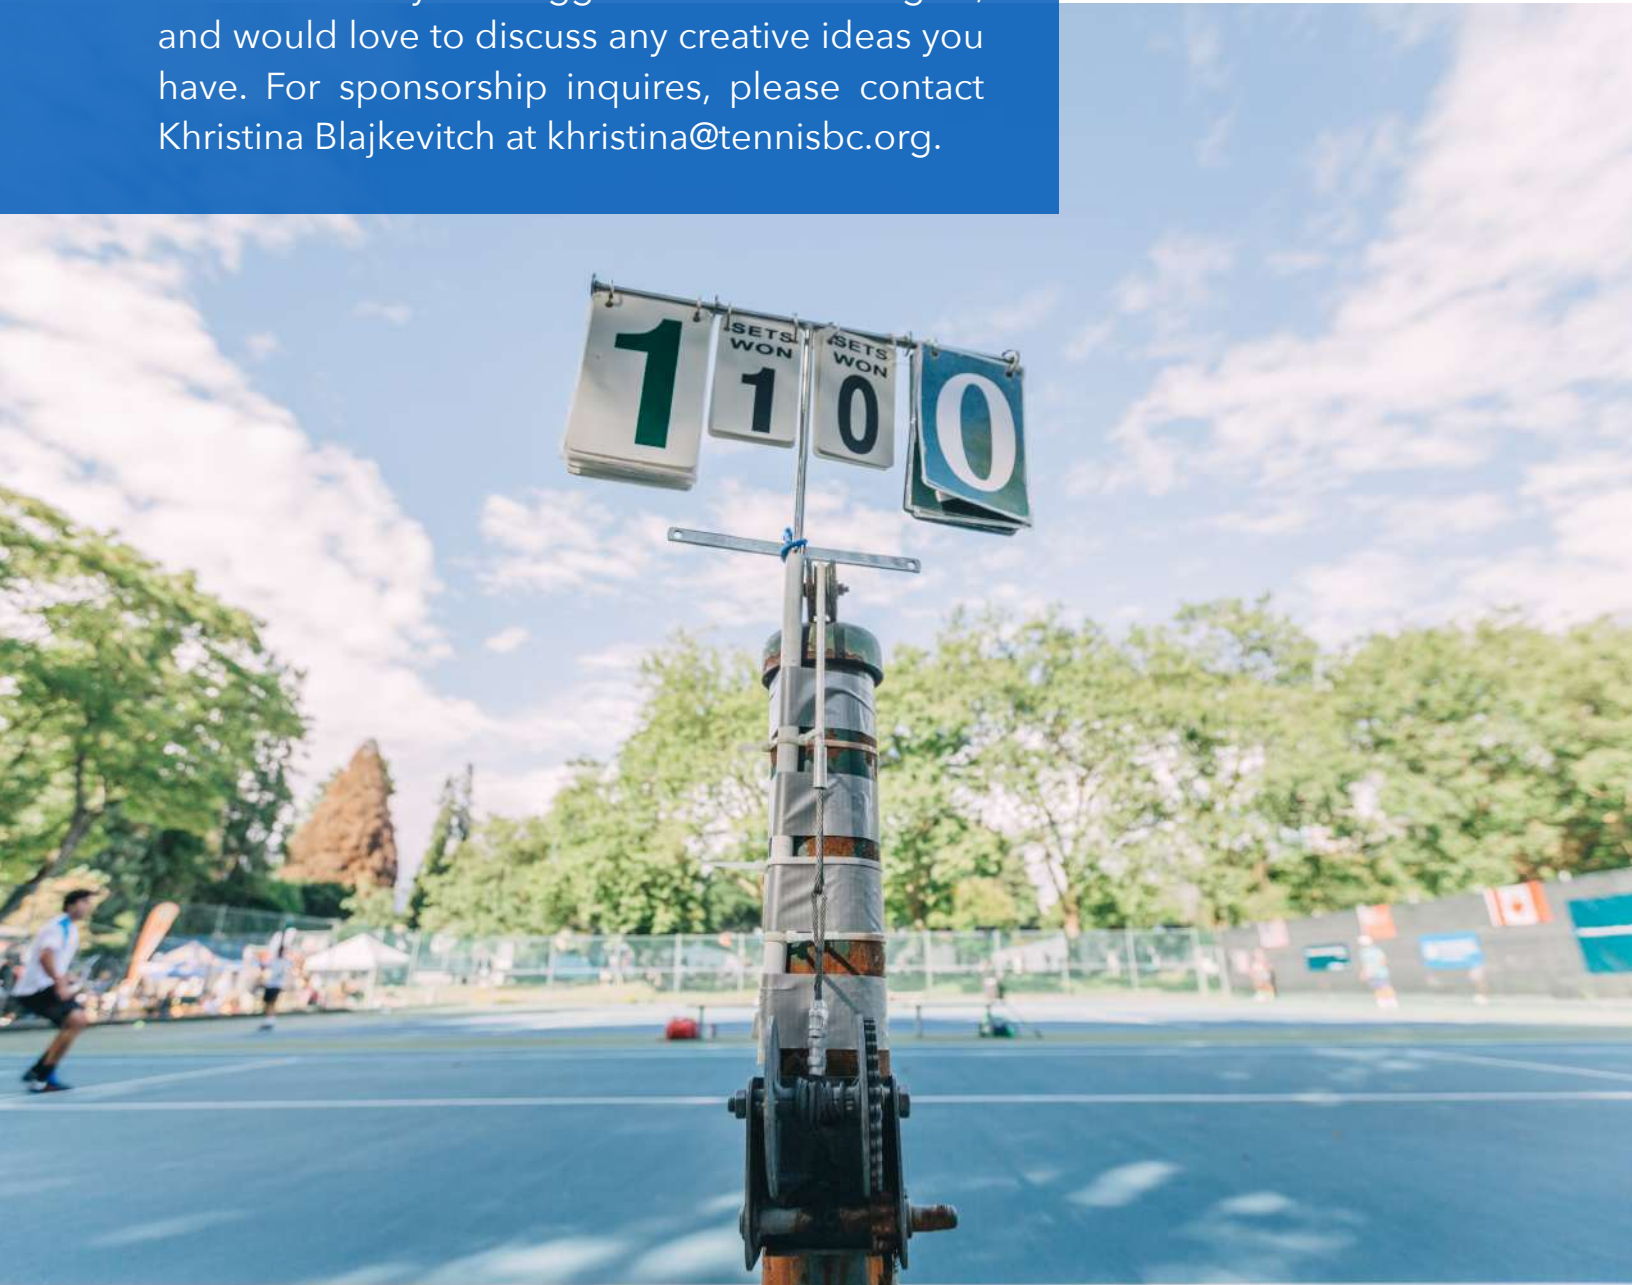 and would love to discuss any creative ideas you
have. For sponsorship inquires, please contact
Khristina Blajkevitch at khristina@tennisbc.org.
1
SETS
WON
1
SETS
WON
0
0